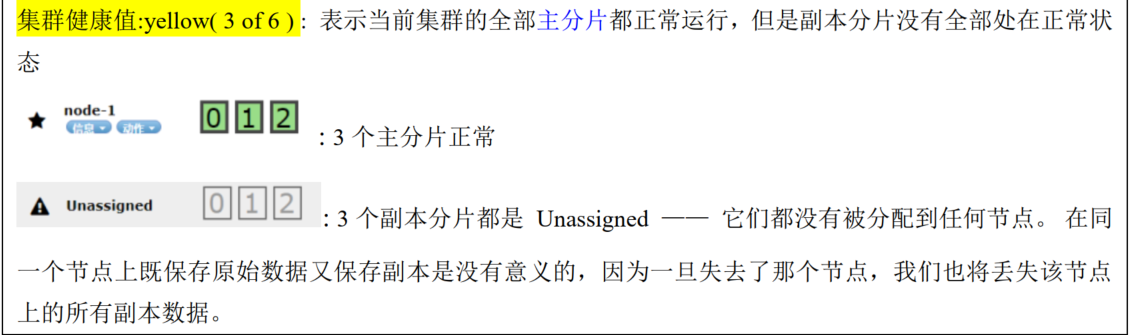 集群健康值:yellow( 3 of 6 )：表示当前集群的全部主分片都正常运行，但是副本分片没有全部处在正常状
态
node-1
信息 动作
0 1 2
：3 个主分片正常
Unassigned
0 1 2
：3 个副本分片都是 Unassigned —— 它们都没有被分配到任何节点。 在同
一个节点上既保存原始数据又保存副本是没有意义的，因为一旦失去了那个节点，我们也将丢失该节点
上的所有副本数据。